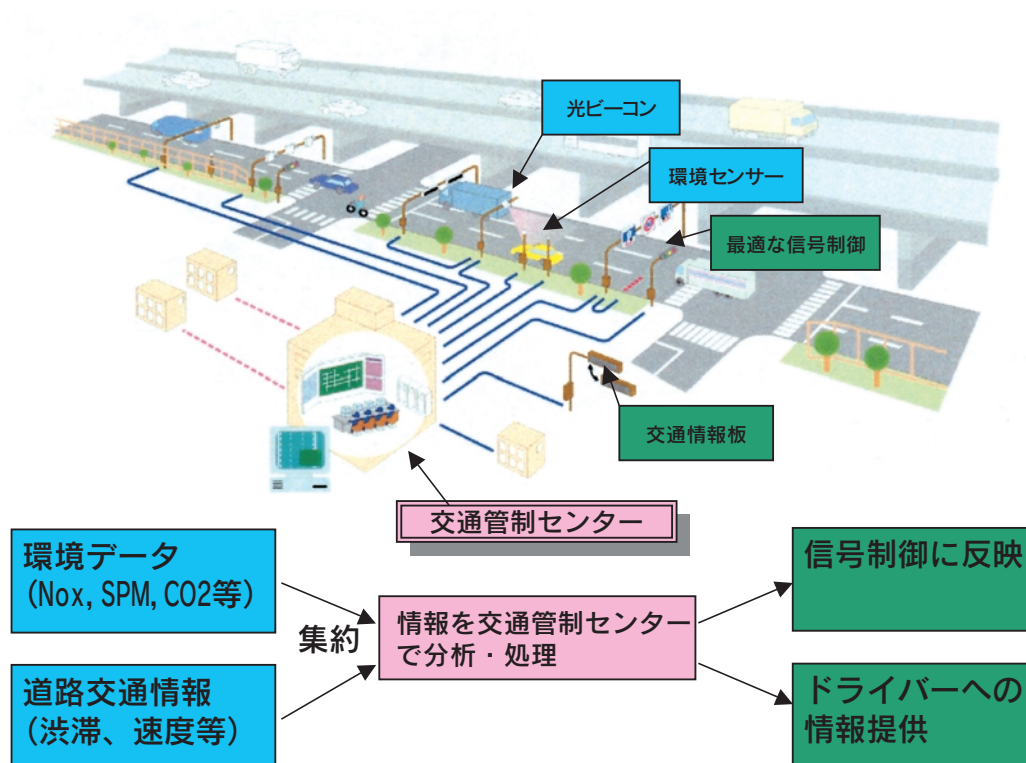 光ビーコン
環境センサー
最適な信号制御
交通情報板
交通管制センター
環境データ
(Nox, SPM, CO2等)
道路交通情報
(渋滞、速度等)
集約
情報を交通管制センター
で分析・処理
信号制御に反映
ドライバーへの
情報提供